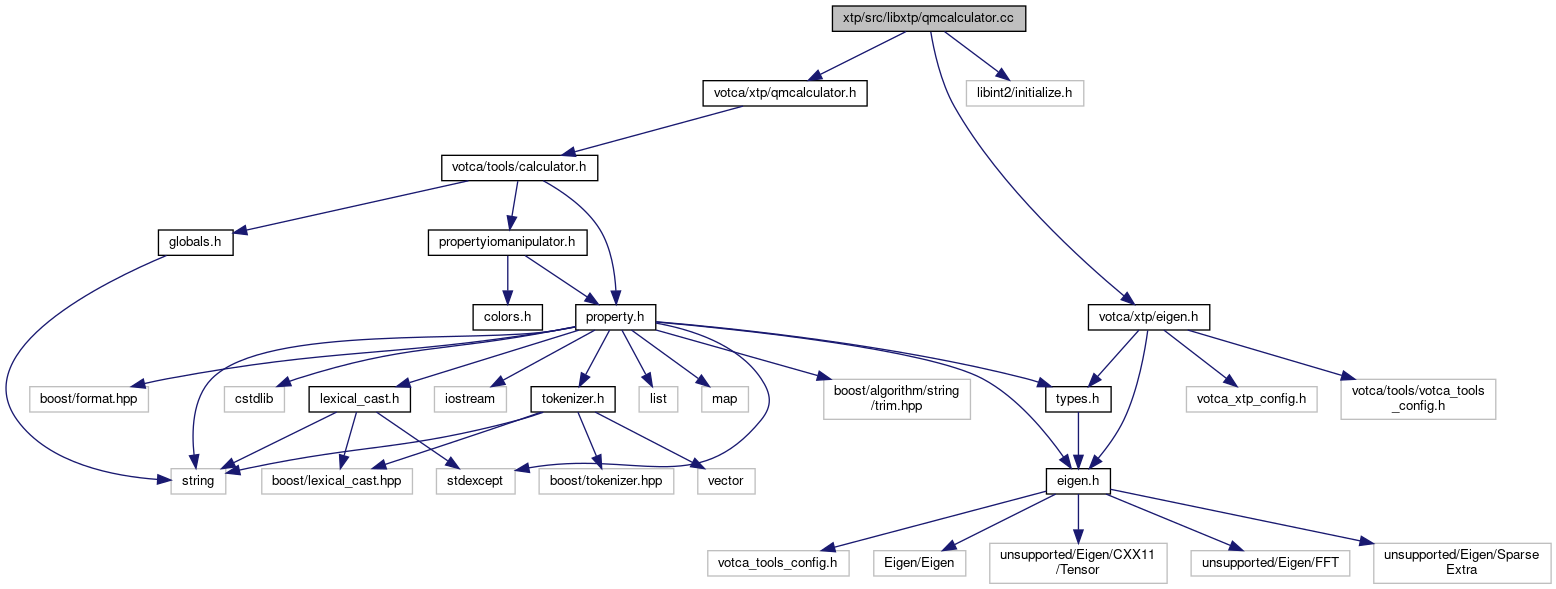 xtp/src/libxtp/qmcalculator.cc
votca/xtp/qmcalculator.h
libint2/initialize.h
votca/tools/calculator.h
globals.h
propertyiomanipulator.h
colors.h
property.h
votca/xtp/eigen.h
boost/format.hpp
cstdlib
lexical_cast.h
iostream
tokenizer.h
list
map
boost/algorithm/string
/trim.hpp
types.h
votca_xtp_config.h
votca/tools/votca_tools
_config.h
string
boost/lexical_cast.hpp
stdexcept
boost/tokenizer.hpp
vector
eigen.h
votca_tools_config.h
Eigen/Eigen
unsupported/Eigen/CXX11
/Tensor
unsupported/Eigen/FFT
unsupported/Eigen/Sparse
Extra